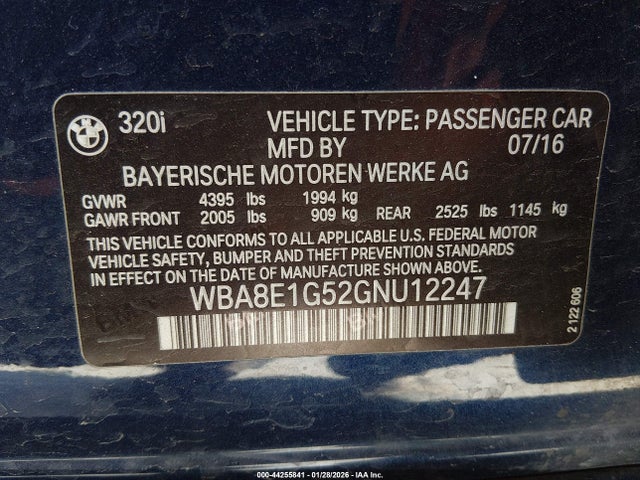 320i VEHICLE TYPE: PASSENGER CAR
MFD BY 07/16
BAYERISCHE MOTOREN WERKE AG
GVWR 4395 lbs 1994 kg
GAWR FRONT 2005 lbs 909 kg REAR 2525 lbs 1145 kg
THIS VEHICLE CONFORMS TO ALL APPLICABLE U.S. FEDERAL MOTOR
VEHICLE SAFETY, BUMPER AND THEFT PREVENTION STANDARDS
IN EFFECT ON THE DATE OF MANUFACTURE SHOWN ABOVE.
WBA8E1G52GNU12247
2 122 606
000-44255841 - 01/28/2026 - IAA Inc.